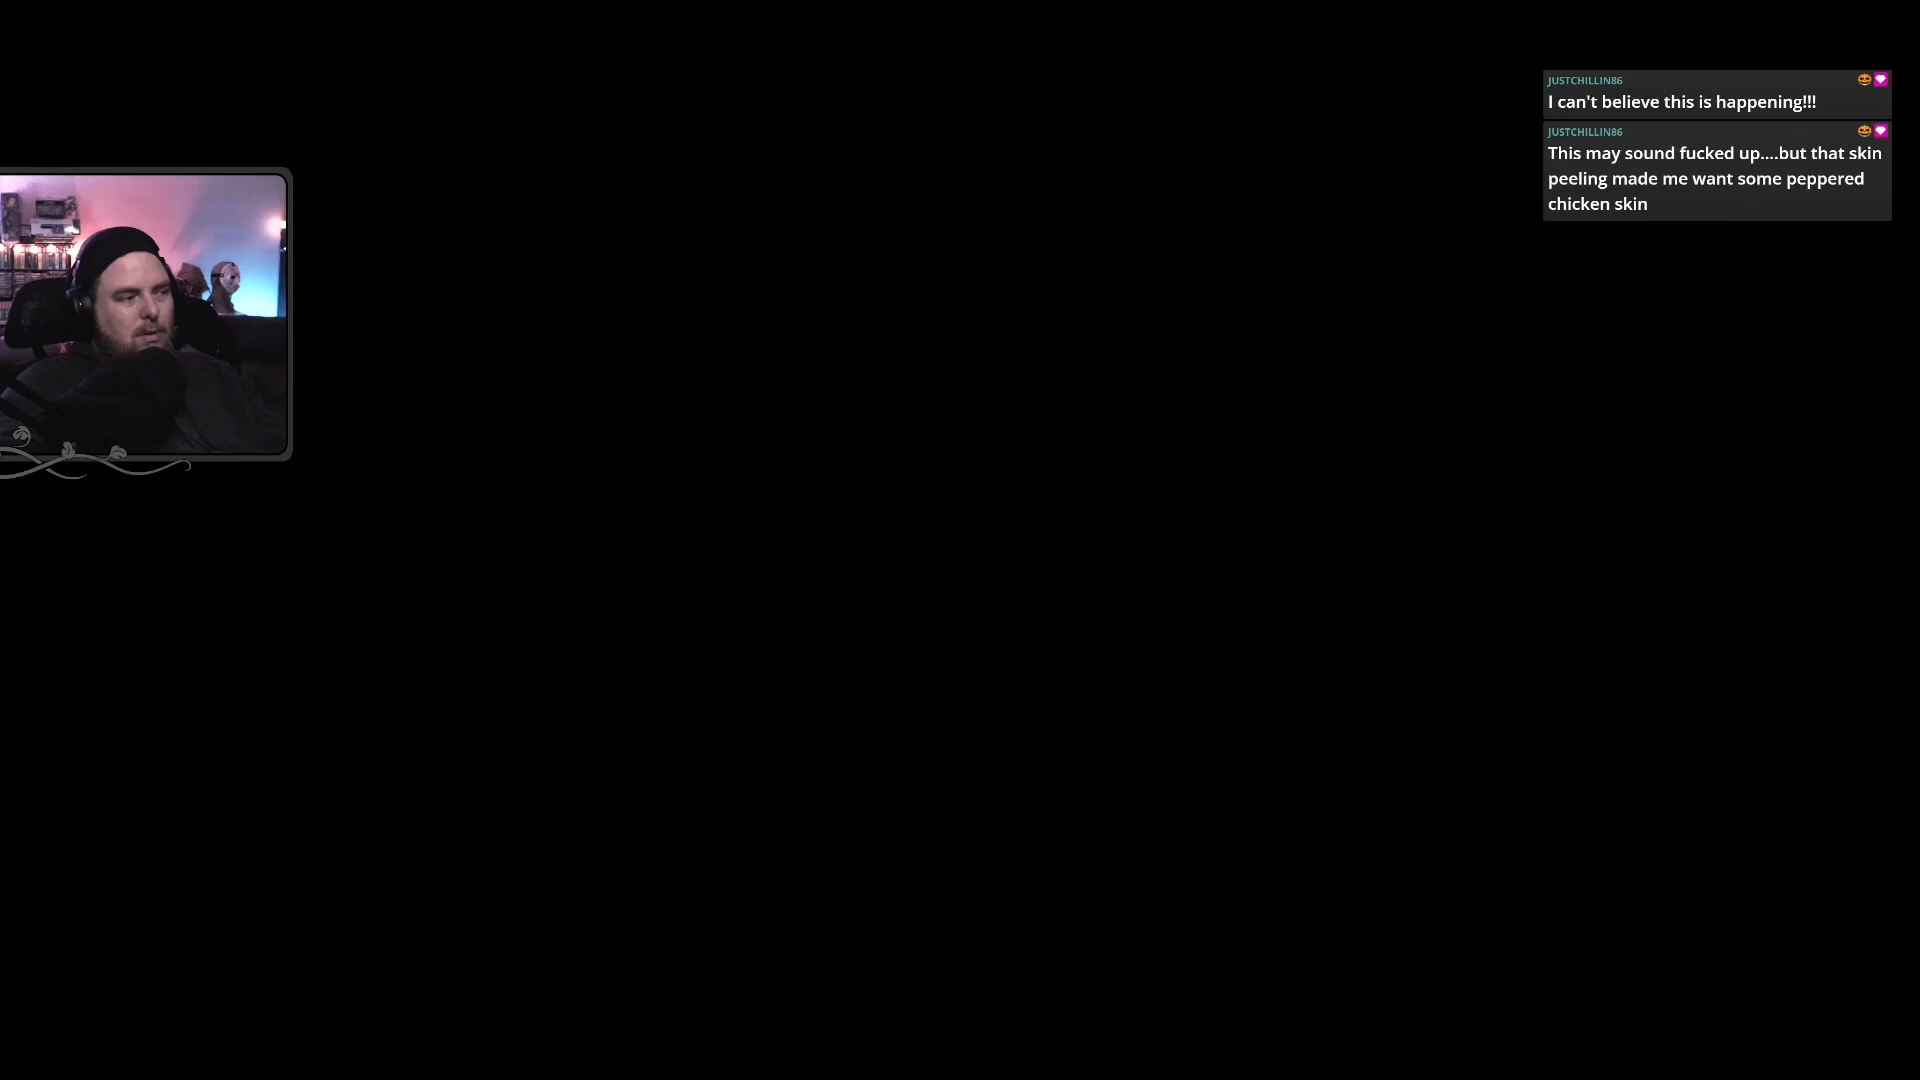 JUSTCHILLIN86
I can't believe this is happening!!!
JUSTCHILLIN86
This may sound fucked up....but that skin
peeling made me want some peppered
chicken skin